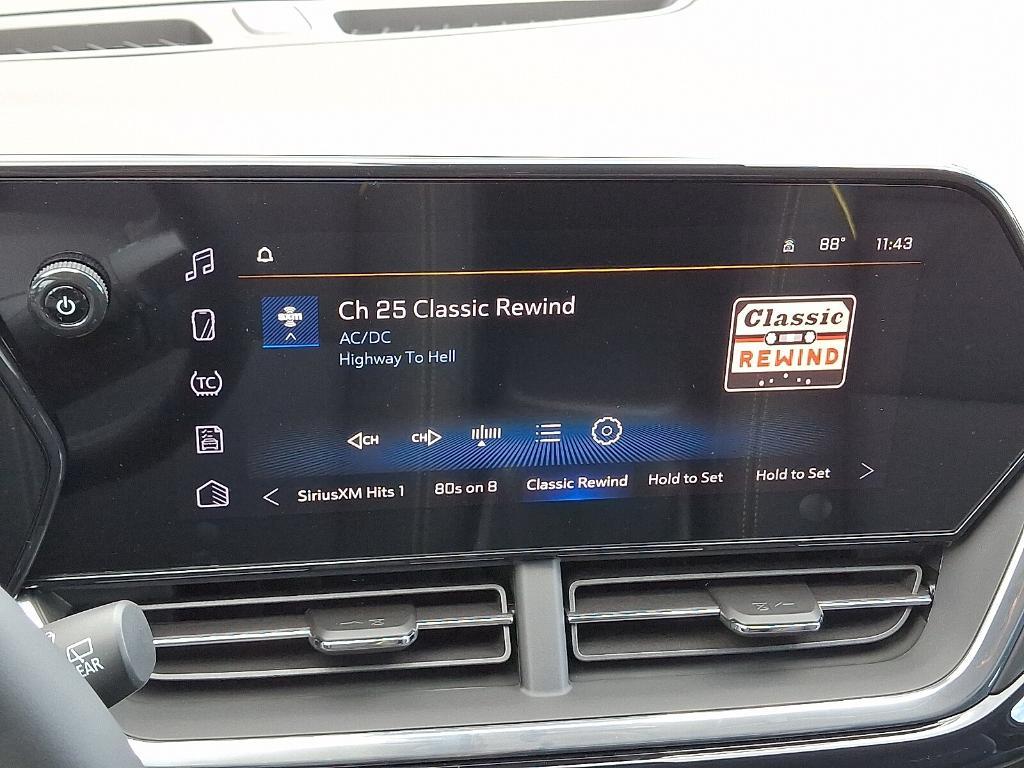 88° 11:43
sxm
Ch 25 Classic Rewind
AC/DC
Highway To Hell
Classic
REWIND
TC
CH CH
SiriusXM Hits 1 80s on 8 Classic Rewind Hold to Set Hold to Set